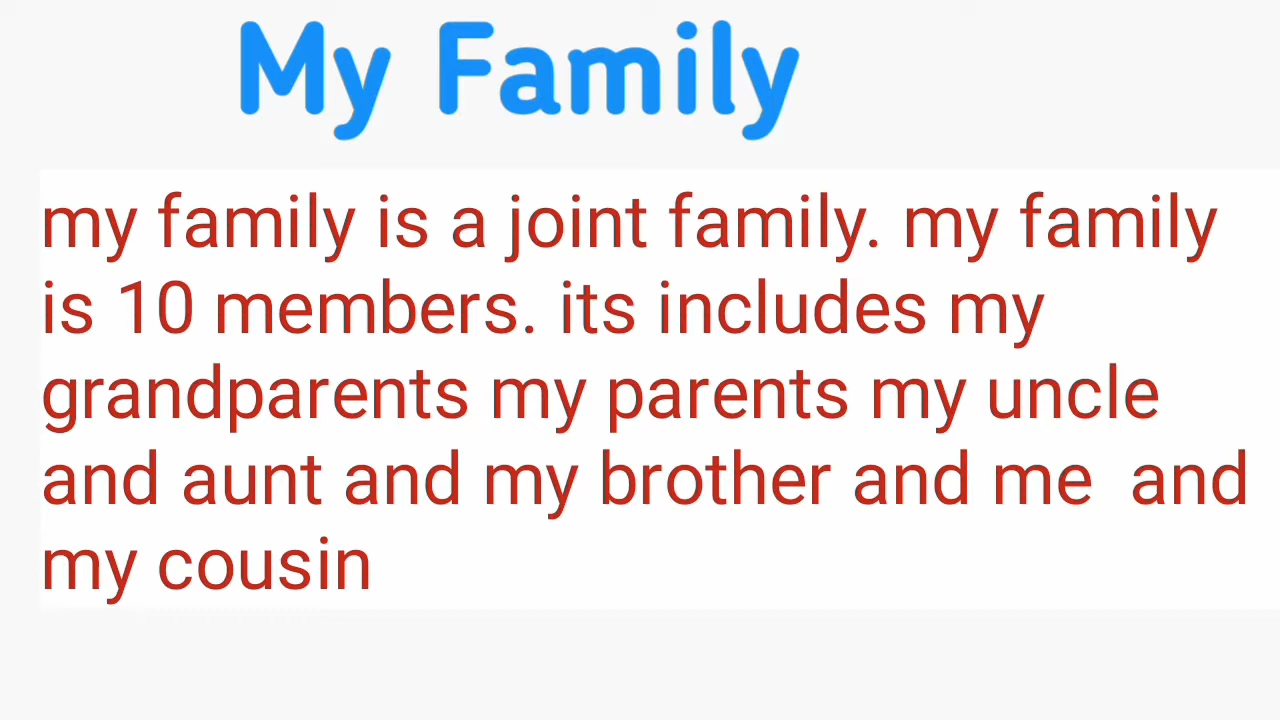 My Family
my family is a joint family. my family
is 10 members. its includes my
grandparents my parents my uncle
and aunt and my brother and me  and
my cousin